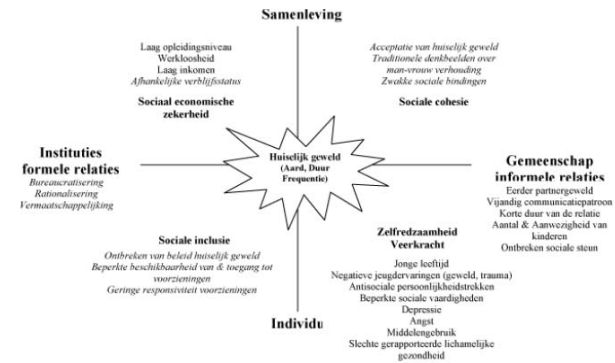 Samenleving
Laag opleidingsniveau
Werkloosheid
Laag inkomen
Afhankelijke verblijfsstatus
Sociaal economische
zekerheid
Acceptatie van huiselijk geweld
Traditionele denkbeelden over
man-vrouw verhouding
Zwakke sociale bindingen
Sociale cohesie
Instituties
formele relaties
Bureaucratisering
Rationalisering
Vermaatschappelijking
Huiselijk geweld
(Aard, Duur
Frequentie)
Gemeenschap
informele relaties
Eerder partnergeweld
Vijandig communicatiepatroon
Korte duur van de relatie
Aantal & Aanwezigheid van
kinderen
Ontbreken sociale steun
Sociale inclusie
Ontbreken van beleid huiselijk geweld
Beperkte beschikbaarheid van & toegang tot
voorzieningen
Geringe responsiviteit voorzieningen
Zelfredzaamheid
Veerkracht
Jonge leeftijd
Negatieve jeugdervaringen (geweld, trauma)
Antisociale persoonlijkheidstrekken
Beperkte sociale vaardigheden
Depressie
Angst
Middelengebruik
Slechte gerapporteerde lichamelijke
gezondheid
Individu